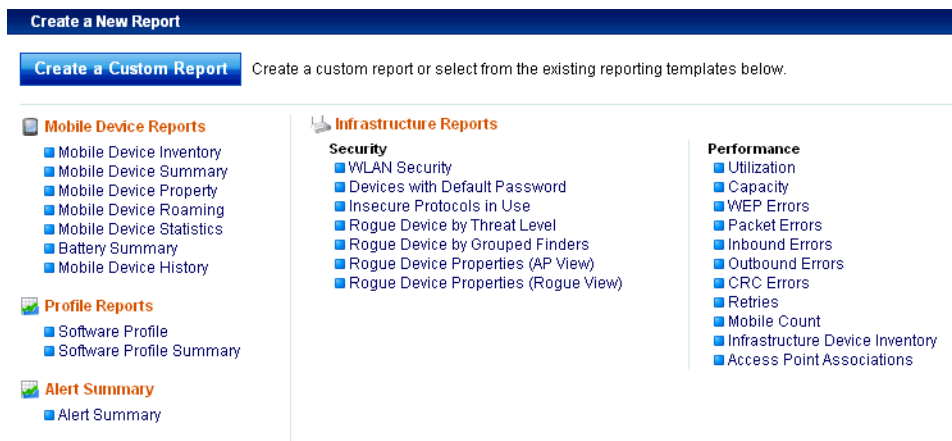 Create a New Report
Create a Custom Report Create a custom report or select from the existing reporting templates below.
Mobile Device Reports
Mobile Device Inventory
Mobile Device Summary
Mobile Device Property
Mobile Device Roaming
Mobile Device Statistics
Battery Summary
Mobile Device History
Profile Reports
Software Profile
Software Profile Summary
Alert Summary
Alert Summary
Infrastructure Reports
Security
WLAN Security
Devices with Default Password
Insecure Protocols in Use
Rogue Device by Threat Level
Rogue Device by Grouped Finders
Rogue Device Properties (AP View)
Rogue Device Properties (Rogue View)
Performance
Utilization
Capacity
WEP Errors
Packet Errors
Inbound Errors
Outbound Errors
CRC Errors
Retries
Mobile Count
Infrastructure Device Inventory
Access Point Associations